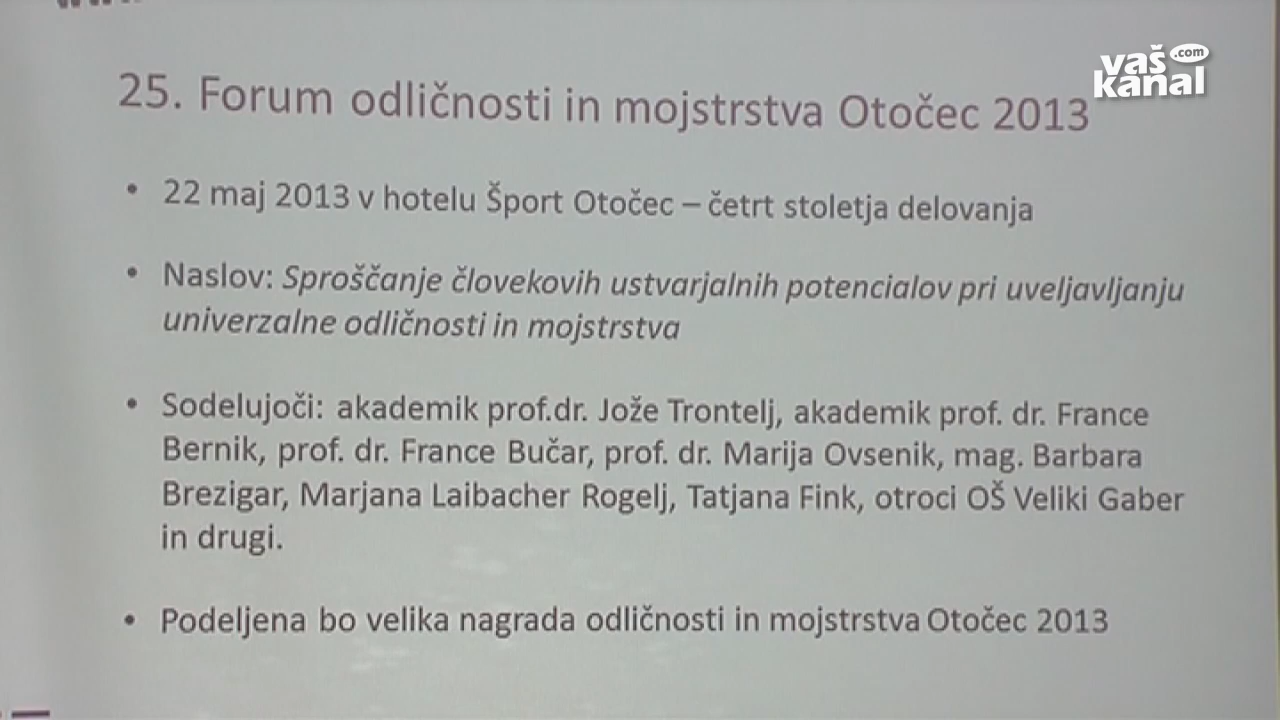 vaš .com
kanal
25. Forum odličnosti in mojstrstva Otočec 2013
• 22 maj 2013 v hotelu Šport Otočec – četrt stoletja delovanja
• Naslov: Sproščanje človekovih ustvarjalnih potencialov pri uveljavljanju
univerzalne odličnosti in mojstrstva
• Sodelujoči: akademik prof.dr. Jože Trontelj, akademik prof. dr. France
Bernik, prof. dr. France Bučar, prof. dr. Marija Ovsenik, mag. Barbara
Brezigar, Marjana Laibacher Rogelj, Tatjana Fink, otroci OŠ Veliki Gaber
in drugi.
• Podeljena bo velika nagrada odličnosti in mojstrstva Otočec 2013